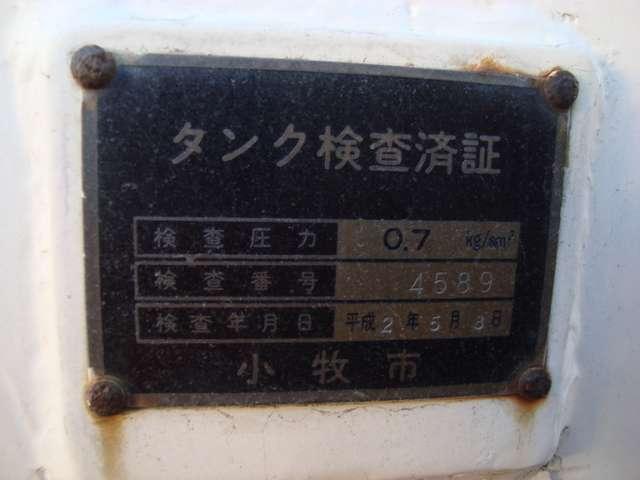 タンク検査済証
検査圧力 0.7 kg/cm²
検査番号 4589
検査年月日 平成2年5月8日
小牧市